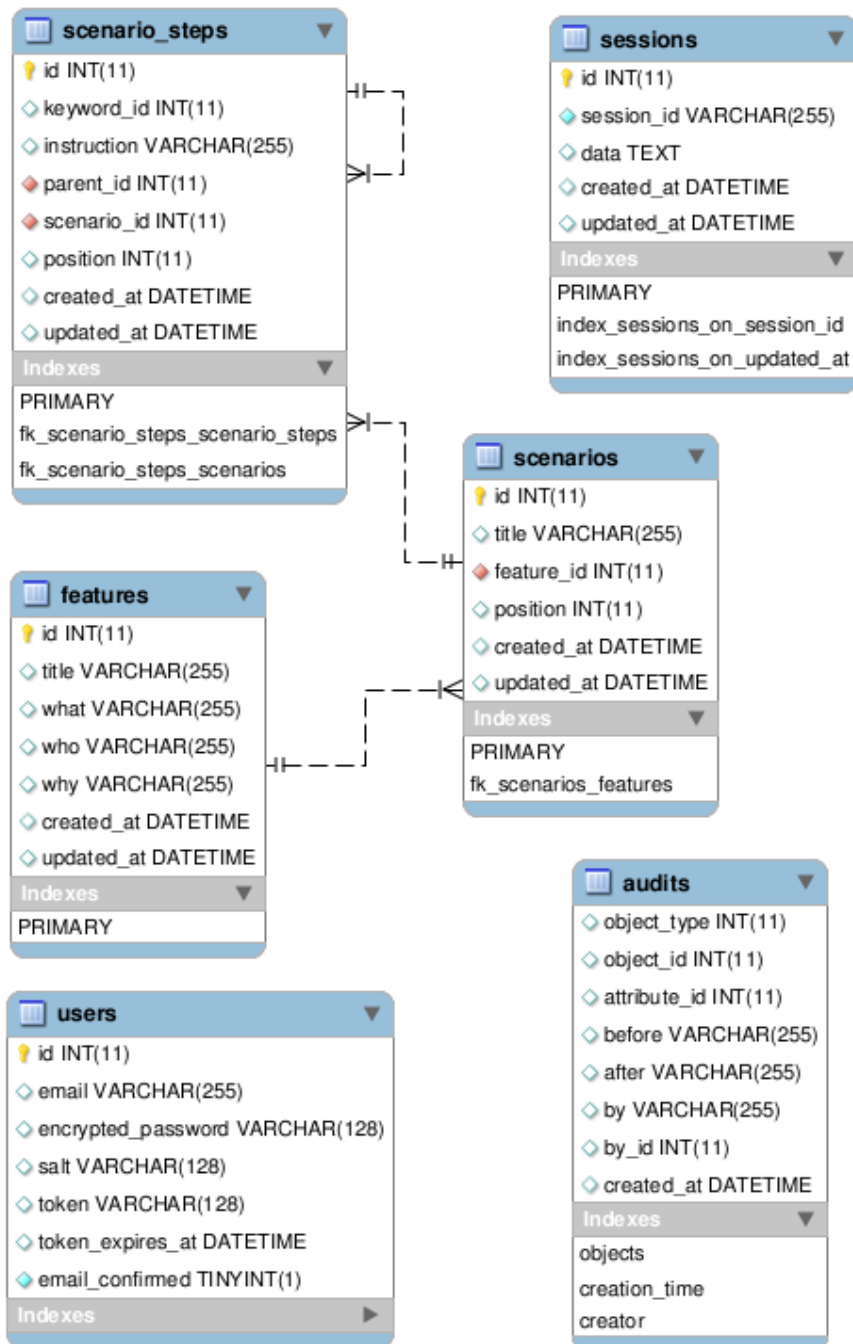 scenario_steps
id INT(11)
keyword_id INT(11)
instruction VARCHAR(255)
parent_id INT(11)
scenario_id INT(11)
position INT(11)
created_at DATETIME
updated_at DATETIME
Indexes
PRIMARY
fk_scenario_steps_scenario_steps
fk_scenario_steps_scenarios
sessions
id INT(11)
session_id VARCHAR(255)
data TEXT
created_at DATETIME
updated_at DATETIME
Indexes
PRIMARY
index_sessions_on_session_id
index_sessions_on_updated_at
scenarios
id INT(11)
title VARCHAR(255)
feature_id INT(11)
position INT(11)
created_at DATETIME
updated_at DATETIME
Indexes
PRIMARY
fk_scenarios_features
features
id INT(11)
title VARCHAR(255)
what VARCHAR(255)
who VARCHAR(255)
why VARCHAR(255)
created_at DATETIME
updated_at DATETIME
Indexes
PRIMARY
audits
object_type INT(11)
object_id INT(11)
attribute_id INT(11)
before VARCHAR(255)
after VARCHAR(255)
by VARCHAR(255)
by_id INT(11)
created_at DATETIME
Indexes
objects
creation_time
creator
users
id INT(11)
email VARCHAR(255)
encrypted_password VARCHAR(128)
salt VARCHAR(128)
token VARCHAR(128)
token_expires_at DATETIME
email_confirmed TINYINT(1)
Indexes